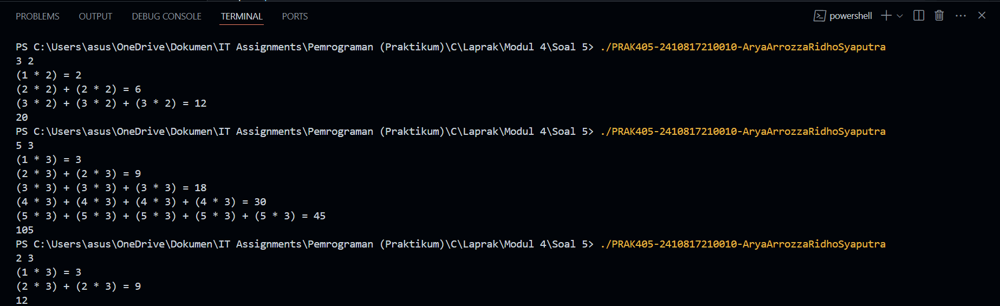 PROBLEMS OUTPUT DEBUG CONSOLE TERMINAL PORTS powershell
PS C:\Users\asus\OneDrive\Dokumen\IT Assignments\Pemrograman (Praktikum)\C\Laprak\Modul 4\Soal 5> ./PRAK405-2410817210010-AryaArrozzaRidhoSyaputra
3 2
(1 * 2) = 2
(2 * 2) + (2 * 2) = 6
(3 * 2) + (3 * 2) + (3 * 2) = 12
20
PS C:\Users\asus\OneDrive\Dokumen\IT Assignments\Pemrograman (Praktikum)\C\Laprak\Modul 4\Soal 5> ./PRAK405-2410817210010-AryaArrozzaRidhoSyaputra
5 3
(1 * 3) = 3
(2 * 3) + (2 * 3) = 9
(3 * 3) + (3 * 3) + (3 * 3) = 18
(4 * 3) + (4 * 3) + (4 * 3) + (4 * 3) = 30
(5 * 3) + (5 * 3) + (5 * 3) + (5 * 3) + (5 * 3) = 45
105
PS C:\Users\asus\OneDrive\Dokumen\IT Assignments\Pemrograman (Praktikum)\C\Laprak\Modul 4\Soal 5> ./PRAK405-2410817210010-AryaArrozzaRidhoSyaputra
2 3
(1 * 3) = 3
(2 * 3) + (2 * 3) = 9
12